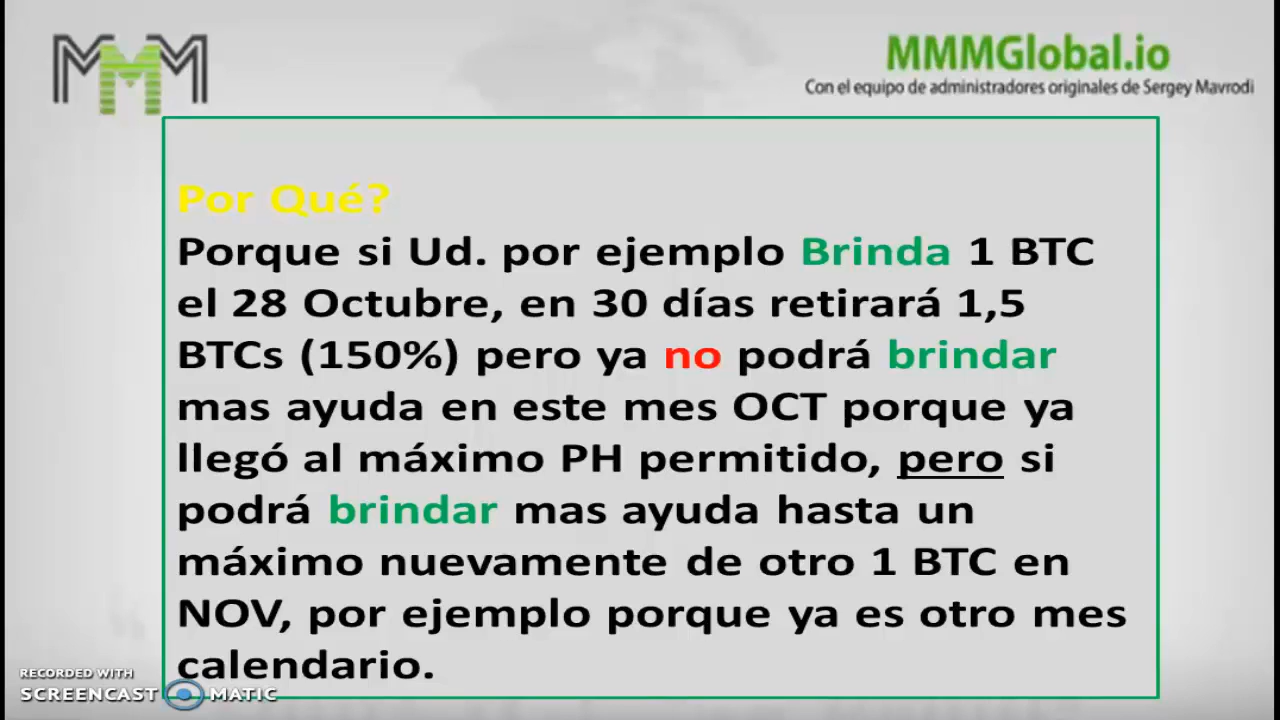 MMM
MMMGlobal.io
Con el equipo de administradores originales de Sergey Mavrodi
Por Qué?
Porque si Ud. por ejemplo Brinda 1 BTC
el 28 Octubre, en 30 días retirará 1,5
BTCs (150%) pero ya no podrá brindar
mas ayuda en este mes OCT porque ya
llegó al máximo PH permitido, pero si
podrá brindar mas ayuda hasta un
máximo nuevamente de otro 1 BTC en
NOV, por ejemplo porque ya es otro mes
calendario.
RECORDED WITH
SCREENCAST MATIC